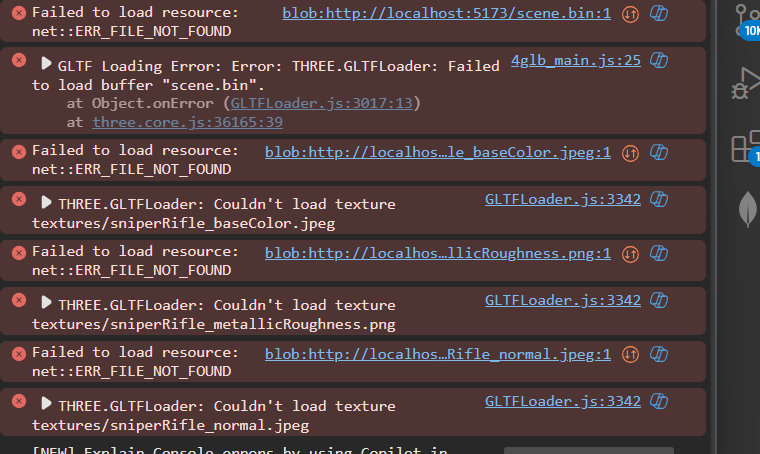 Failed to load resource: blob:http://localhost:5173/scene.bin:1
net::ERR_FILE_NOT_FOUND
GLTF Loading Error: Error: THREE.GLTFLoader: Failed 4glb_main.js:25
to load buffer "scene.bin".
at Object.onError (GLTFLoader.js:3017:13)
at three.core.js:36165:39
Failed to load resource: blob:http://localhos…le_baseColor.jpeg:1
net::ERR_FILE_NOT_FOUND
THREE.GLTFLoader: Couldn't load texture GLTFLoader.js:3342
textures/sniperRifle_baseColor.jpeg
Failed to load resource: blob:http://localhos…llicRoughness.png:1
net::ERR_FILE_NOT_FOUND
THREE.GLTFLoader: Couldn't load texture GLTFLoader.js:3342
textures/sniperRifle_metallicRoughness.png
Failed to load resource: blob:http://localhos…Rifle_normal.jpeg:1
net::ERR_FILE_NOT_FOUND
THREE.GLTFLoader: Couldn't load texture GLTFLoader.js:3342
textures/sniperRifle_normal.jpeg
[NEW] Explain Console errors by using Copilot in
10K
1